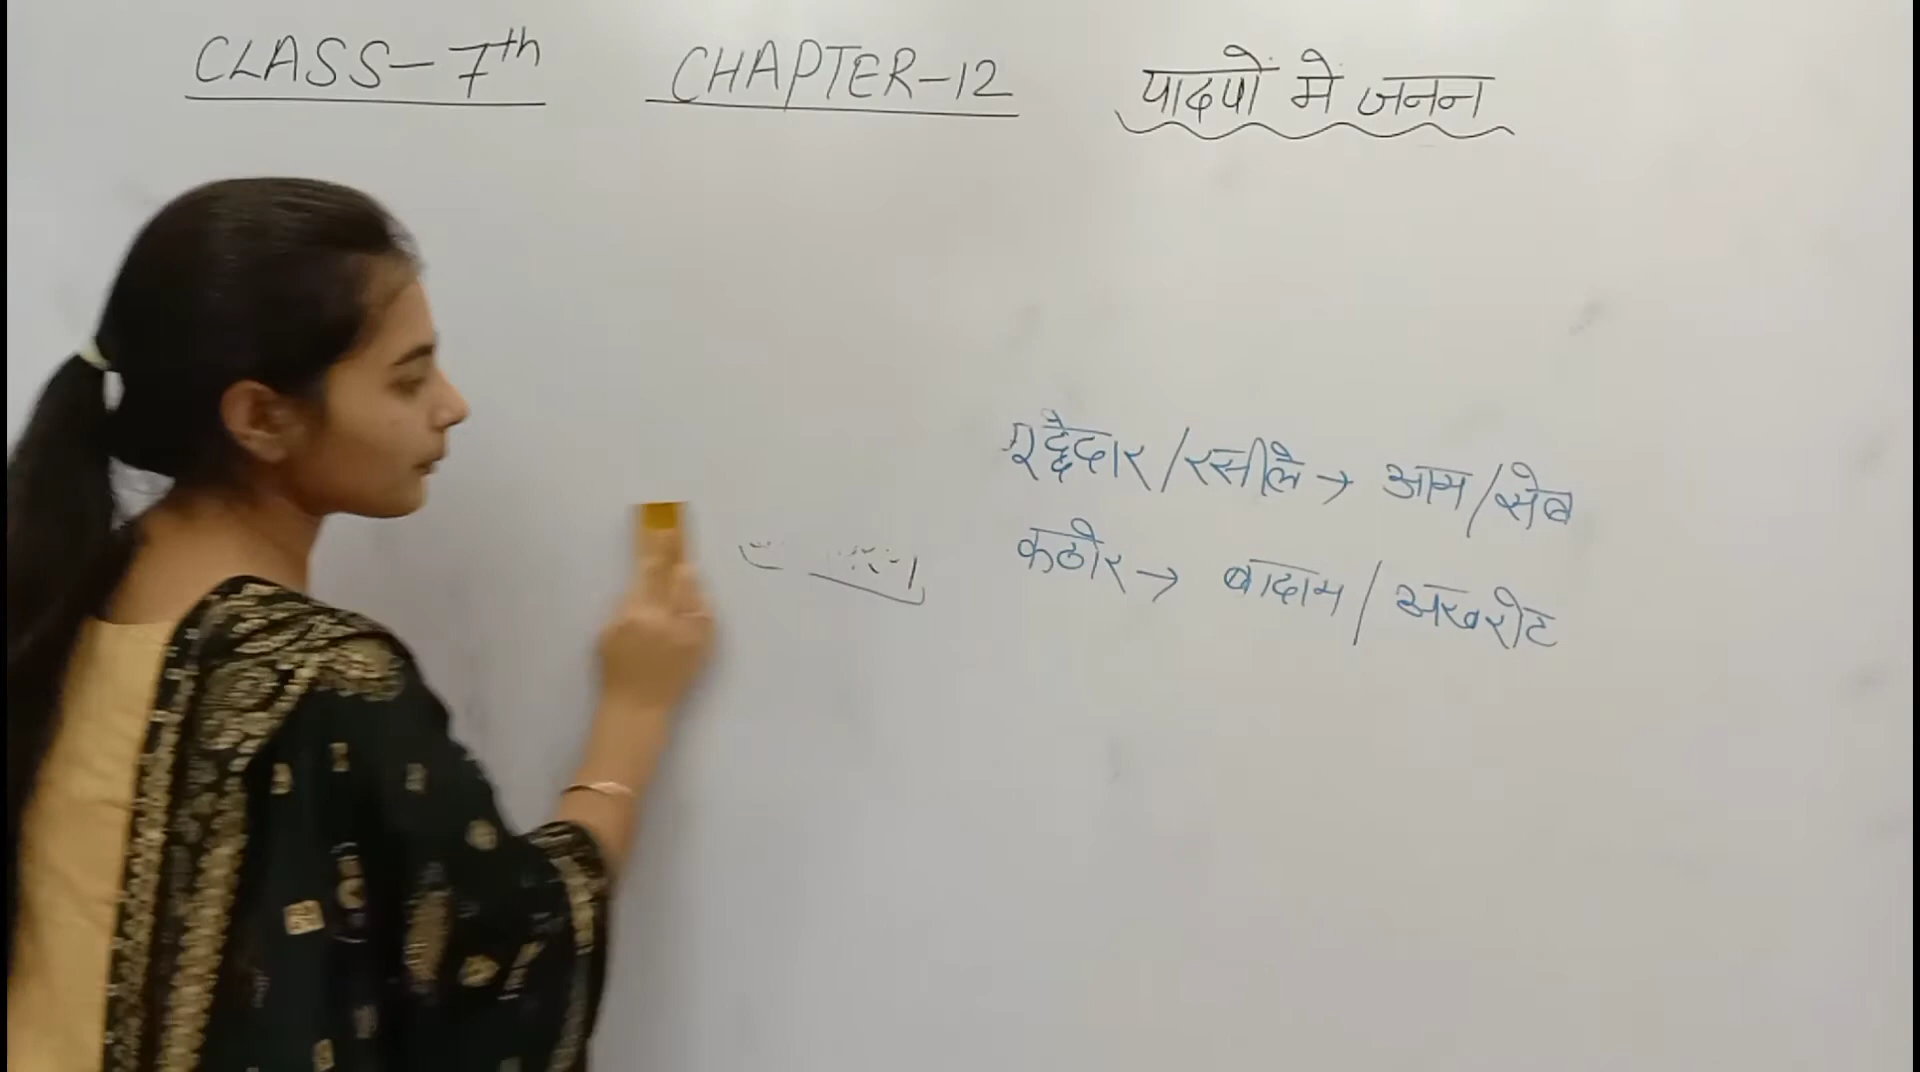 CLASS-7th CHAPTER-12 पादपों में जनन
गूद्देदार/रसीले → आम/सेब
कठोर → बादाम/अखरोट